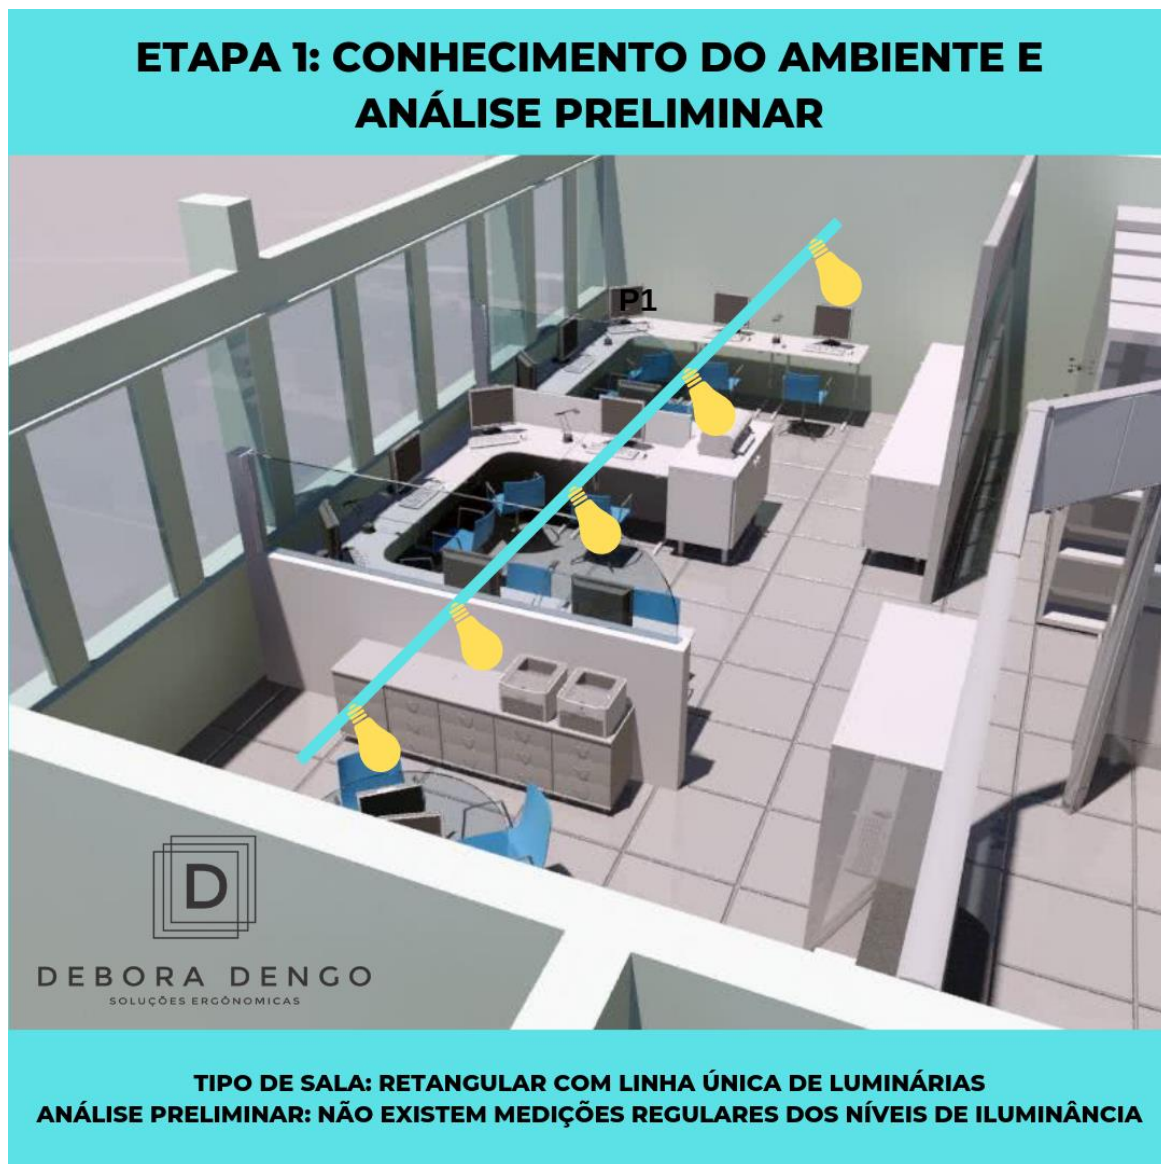 ETAPA 1: CONHECIMENTO DO AMBIENTE E
ANÁLISE PRELIMINAR
P1
D
DEBORA DENGO
SOLUÇÕES ERGÔNOMICAS
TIPO DE SALA: RETANGULAR COM LINHA ÚNICA DE LUMINÁRIAS
ANÁLISE PRELIMINAR: NÃO EXISTEM MEDIÇÕES REGULARES DOS NÍVEIS DE ILUMINÂNCIA